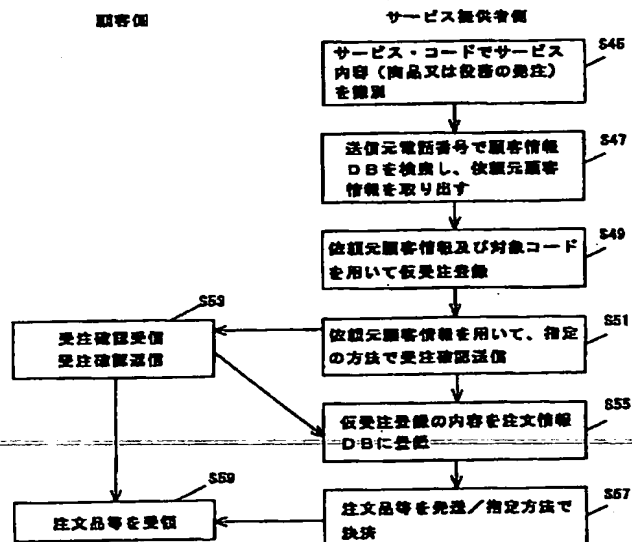 顧客側
サービス提供者側
S45
サービス・コードでサービス
内容(商品又は役務の発注)
を識別
S47
送信元電話番号で顧客情報
DBを検索し、依頼元顧客
情報を取り出す
S49
依頼元顧客情報及び対象コード
を用いて仮受注登録
S53
受注確認受信
受注確認返信
S51
依頼元顧客情報を用いて、指定
の方法で受注確認送信
S55
仮受注登録の内容を注文情報
DBに登録
S59
注文品等を受領
S57
注文品等を発送/指定方法で
決済